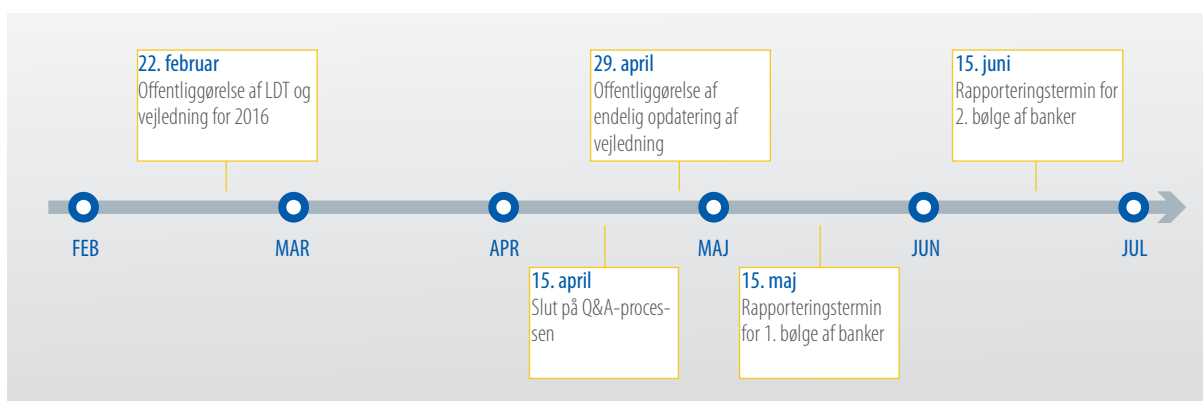 22. februar
Offentliggørelse af LDT og
vejledning for 2016
29. april
Offentliggørelse af
endelig opdatering af
vejledning
15. juni
Rapporteringstermin for
2. bølge af banker
FEB
MAR
APR
MAJ
JUN
JUL
15. april
Slut på Q&A-proces-
sen
15. maj
Rapporteringstermin
for 1. bølge af banker